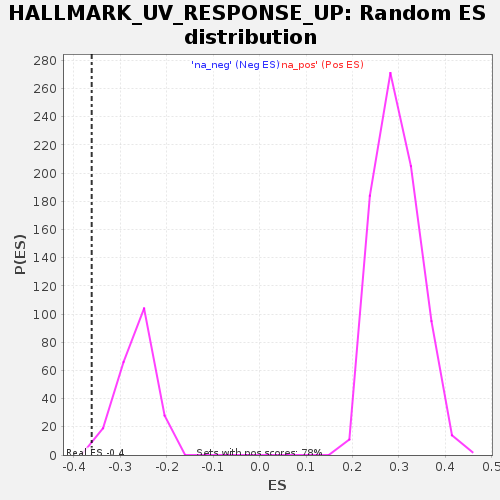 HALLMARK_UV_RESPONSE_UP: Random ES
distribution
'na_neg' (Neg ES) na_pos' (Pos ES)
280
260
240
220
200
180
160
140
120
100
80
60
40
20
0
P(ES)
Real ES -0.4
Sets with pos scores: 78%
-0.4 -0.3 -0.2 -0.1 0.0 0.1 0.2 0.3 0.4 0.5
ES